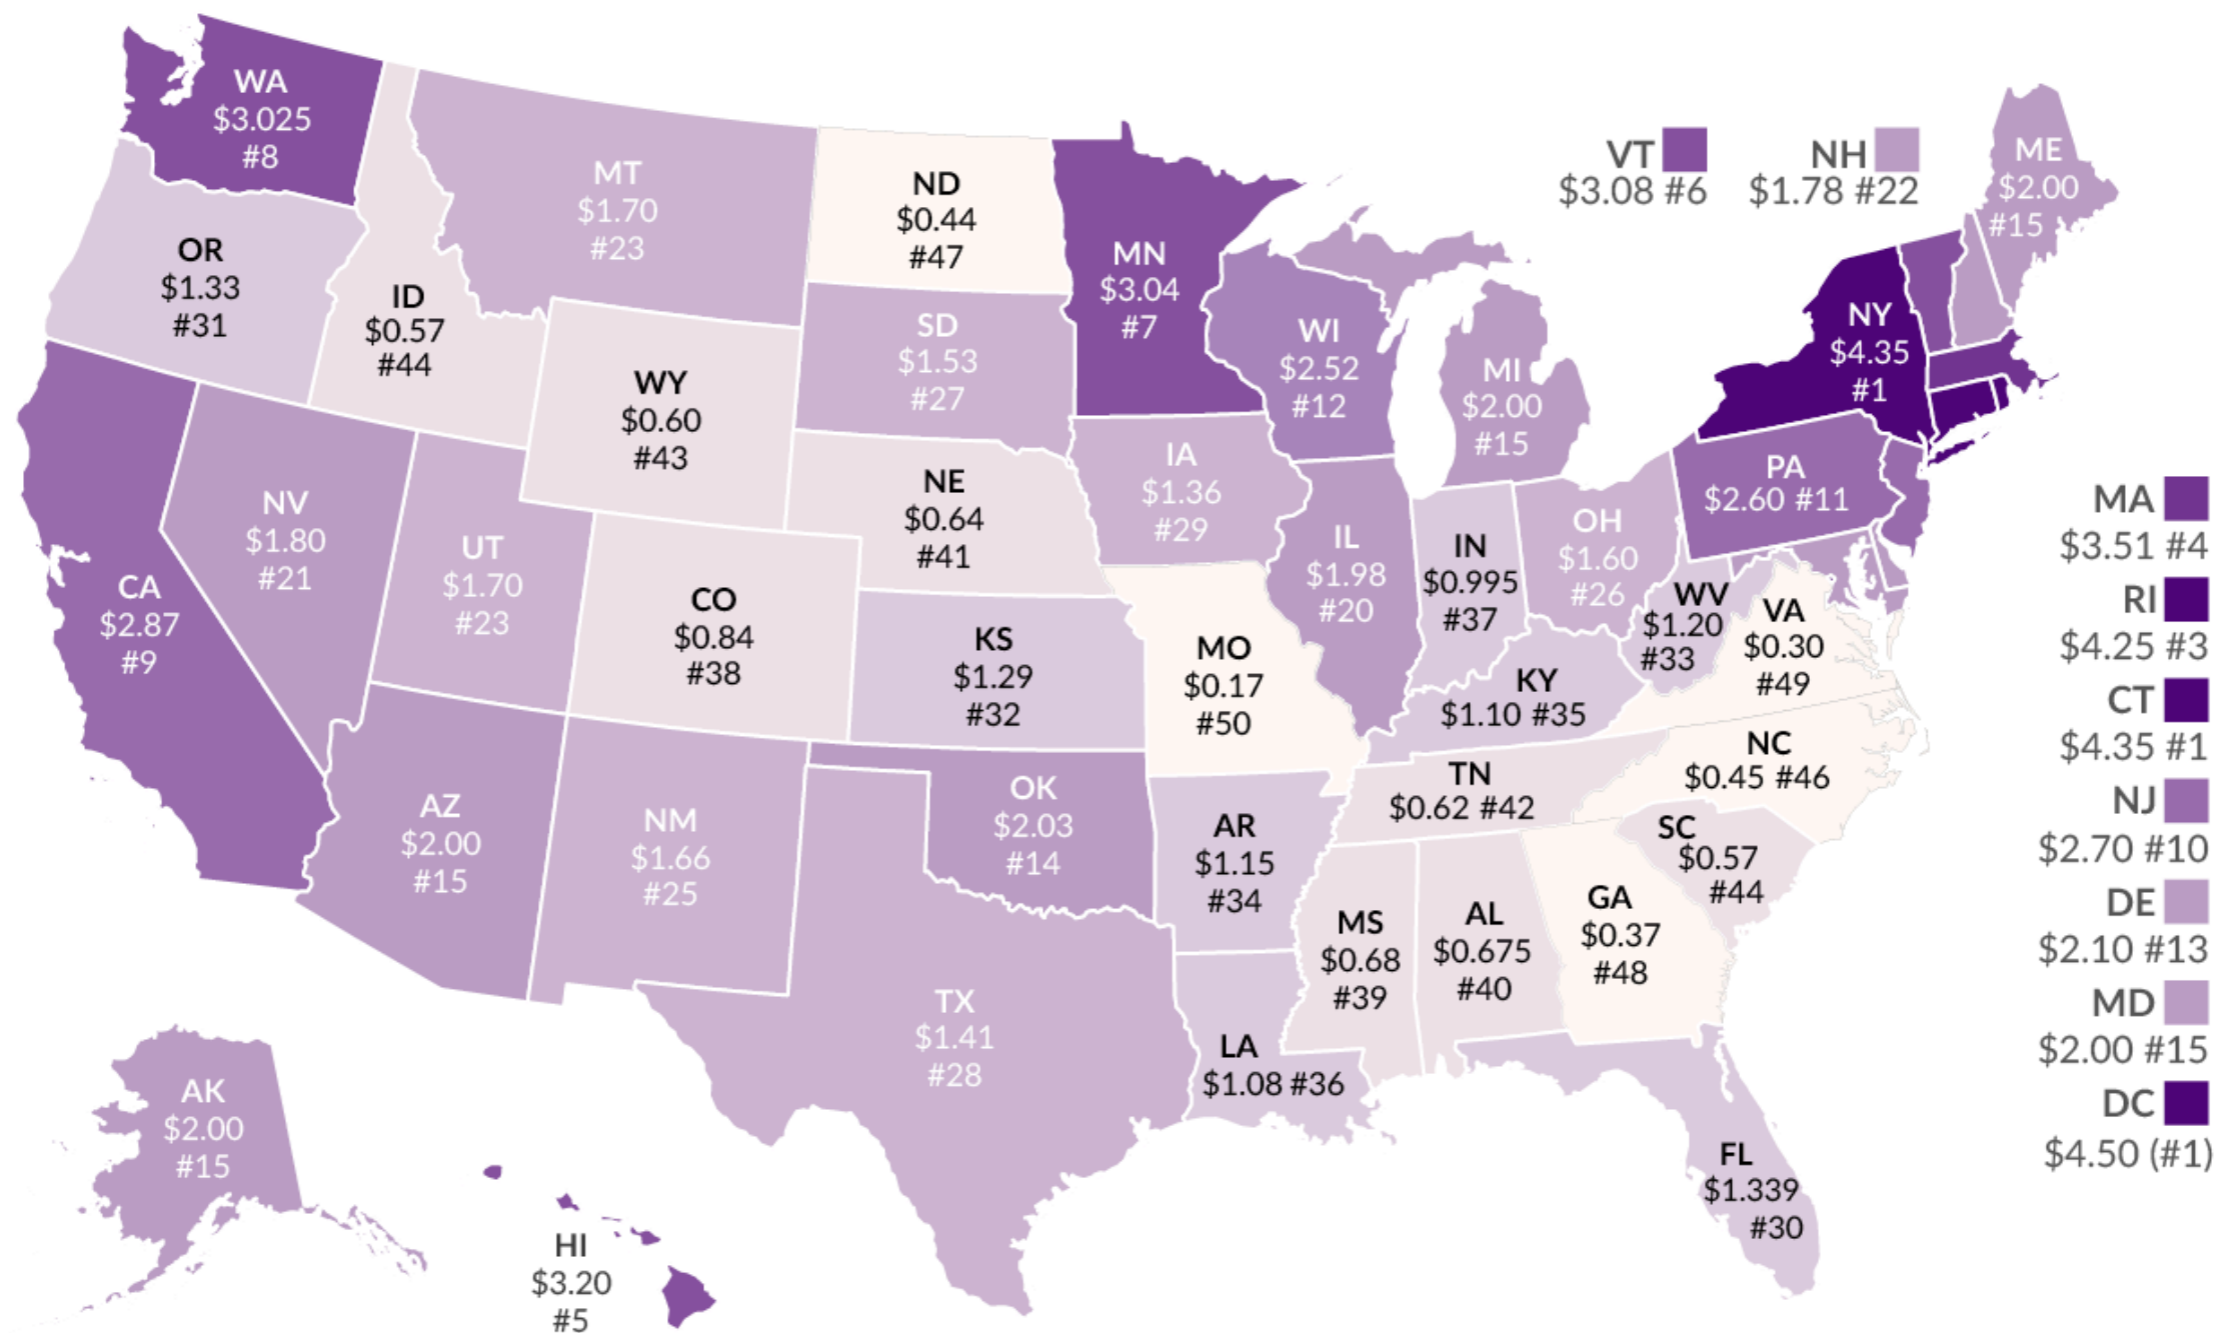 WA
$3.025
#8
MT
$1.70
#23
ND
$0.44
#47
MN
$3.04
#7
VT
$3.08 #6
NH
$1.78 #22
ME
$2.00
#15
OR
$1.33
#31
ID
$0.57
#44
WY
$0.60
#43
SD
$1.53
#27
WI
$2.52
#12
MI
$2.00
#15
NY
$4.35
#1
CA
$2.87
#9
NV
$1.80
#21
UT
$1.70
#23
CO
$0.84
#38
NE
$0.64
#41
KS
$1.29
#32
IA
$1.36
#29
MO
$0.17
#50
IL
$1.98
#20
IN
$0.995
#37
OH
$1.60
#26
PA
$2.60 #11
WV
$1.20
#33
VA
$0.30
#49
KY
$1.10 #35
NC
$0.45 #46
TN
$0.62 #42
SC
$0.57
#44
AZ
$2.00
#15
NM
$1.66
#25
OK
$2.03
#14
AR
$1.15
#34
MS
$0.68
#39
AL
$0.675
#40
GA
$0.37
#48
TX
$1.41
#28
LA
$1.08 #36
FL
$1.339
#30
AK
$2.00
#15
HI
$3.20
#5
MA
$3.51 #4
RI
$4.25 #3
CT
$4.35 #1
NJ
$2.70 #10
DE
$2.10 #13
MD
$2.00 #15
DC
$4.50 (#1)